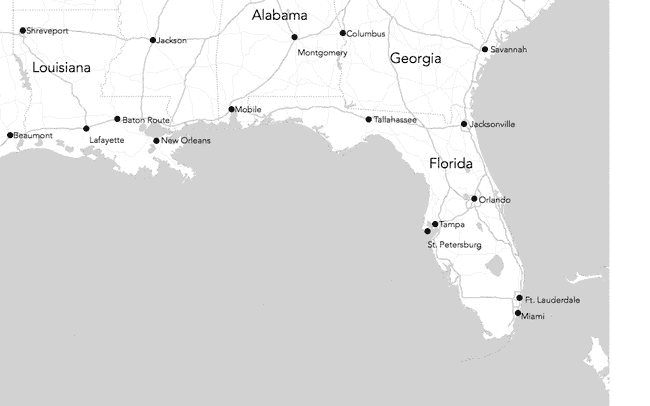 Alabama
Shreveport
Columbus
Jackson
Montgomery
Savannah
Georgia
Louisiana
Mobile
Baton Route
Tallahassee
Jacksonville
Beaumont
Lafayette
New Orleans
Florida
Orlando
Tampa
St. Petersburg
Ft. Lauderdale
Miami